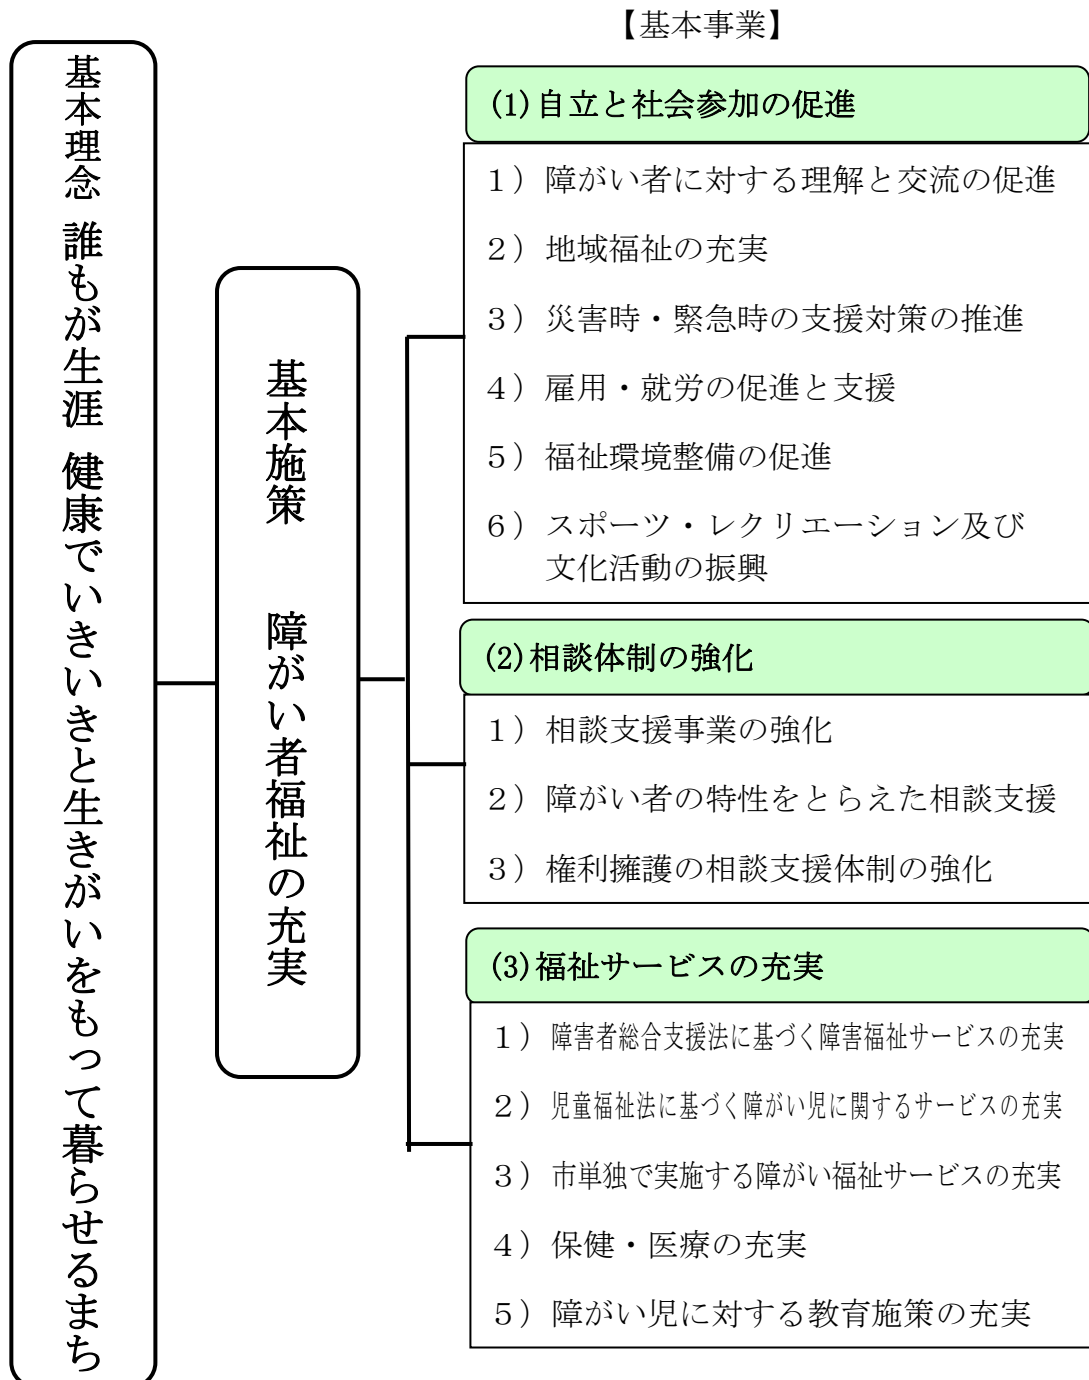 【基本事業】
基本理念 誰もが生涯 健康でいきいきと生きがいをもって暮らせるまち
基本施策 障がい者福祉の充実
(1)自立と社会参加の促進
1）障がい者に対する理解と交流の促進
2）地域福祉の充実
3）災害時・緊急時の支援対策の推進
4）雇用・就労の促進と支援
5）福祉環境整備の促進
6）スポーツ・レクリエーション及び
文化活動の振興
(2)相談体制の強化
1）相談支援事業の強化
2）障がい者の特性をとらえた相談支援
3）権利擁護の相談支援体制の強化
(3)福祉サービスの充実
1）障害者総合支援法に基づく障害福祉サービスの充実
2）児童福祉法に基づく障がい児に関するサービスの充実
3）市単独で実施する障がい福祉サービスの充実
4）保健・医療の充実
5）障がい児に対する教育施策の充実